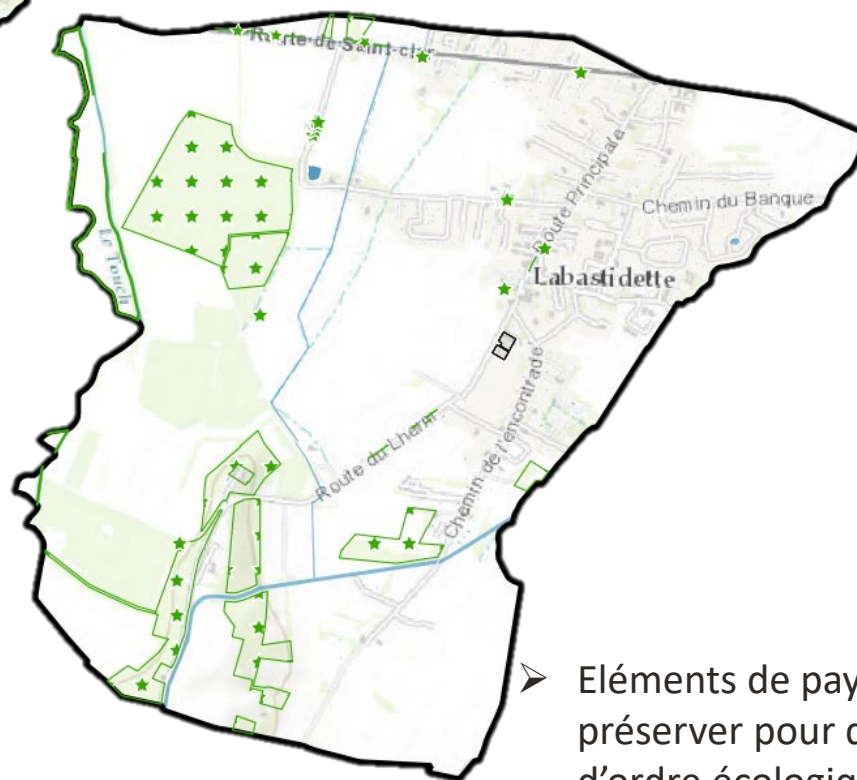 Route de Saint-clar
Route Principale
Chemin du Banque
Le Touch
Labastidette
Chemin de l'encontrade
Route du Lherm
➤ Eléments de pay
préserver pour d
d'ordre écologiq